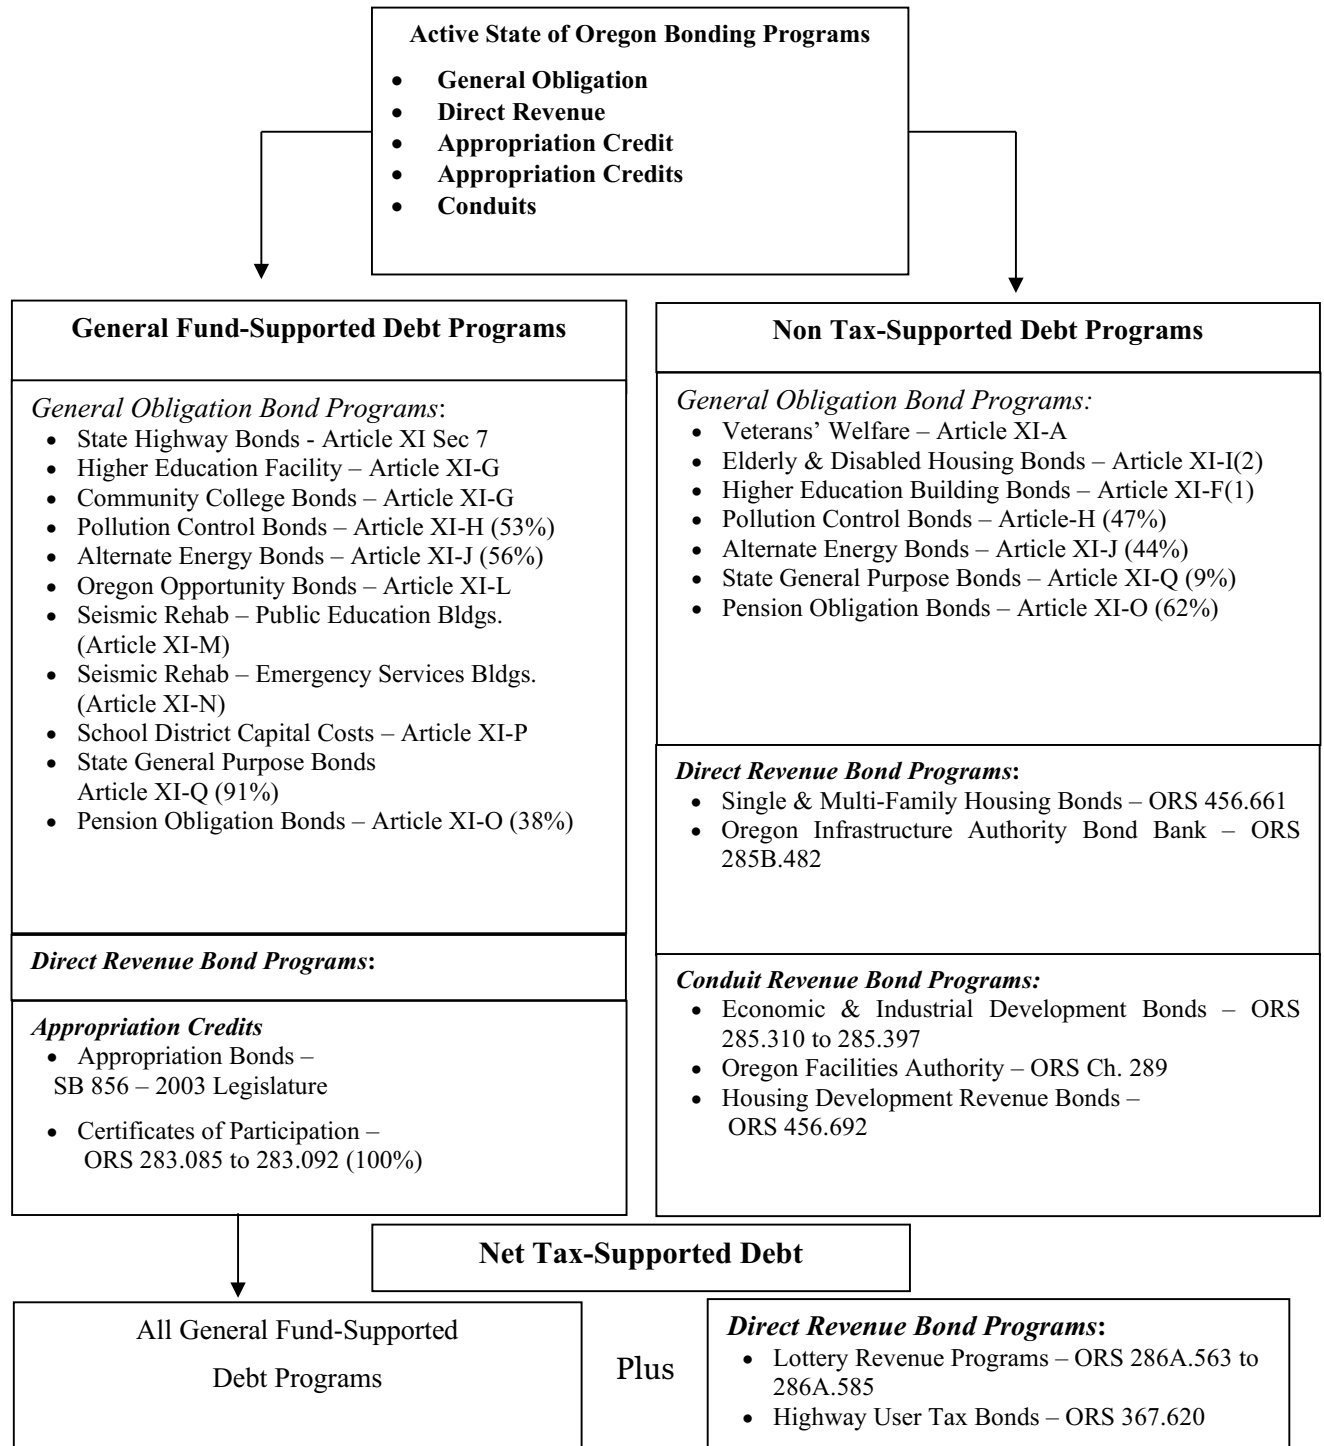 Active State of Oregon Bonding Programs
• General Obligation
• Direct Revenue
• Appropriation Credit
• Appropriation Credits
• Conduits
General Fund-Supported Debt Programs
General Obligation Bond Programs:
• State Highway Bonds - Article XI Sec 7
• Higher Education Facility – Article XI-G
• Community College Bonds – Article XI-G
• Pollution Control Bonds – Article XI-H (53%)
• Alternate Energy Bonds – Article XI-J (56%)
• Oregon Opportunity Bonds – Article XI-L
• Seismic Rehab – Public Education Bldgs.
(Article XI-M)
• Seismic Rehab – Emergency Services Bldgs.
(Article XI-N)
• School District Capital Costs – Article XI-P
• State General Purpose Bonds
Article XI-Q (91%)
• Pension Obligation Bonds – Article XI-O (38%)
Direct Revenue Bond Programs:
Appropriation Credits
• Appropriation Bonds –
SB 856 – 2003 Legislature
• Certificates of Participation –
ORS 283.085 to 283.092 (100%)
Non Tax-Supported Debt Programs
General Obligation Bond Programs:
• Veterans’ Welfare – Article XI-A
• Elderly & Disabled Housing Bonds – Article XI-I(2)
• Higher Education Building Bonds – Article XI-F(1)
• Pollution Control Bonds – Article-H (47%)
• Alternate Energy Bonds – Article XI-J (44%)
• State General Purpose Bonds – Article XI-Q (9%)
• Pension Obligation Bonds – Article XI-O (62%)
Direct Revenue Bond Programs:
• Single & Multi-Family Housing Bonds – ORS 456.661
• Oregon Infrastructure Authority Bond Bank – ORS
285B.482
Conduit Revenue Bond Programs:
• Economic & Industrial Development Bonds – ORS
285.310 to 285.397
• Oregon Facilities Authority – ORS Ch. 289
• Housing Development Revenue Bonds –
ORS 456.692
Net Tax-Supported Debt
All General Fund-Supported
Debt Programs
Plus
Direct Revenue Bond Programs:
• Lottery Revenue Programs – ORS 286A.563 to
286A.585
• Highway User Tax Bonds – ORS 367.620